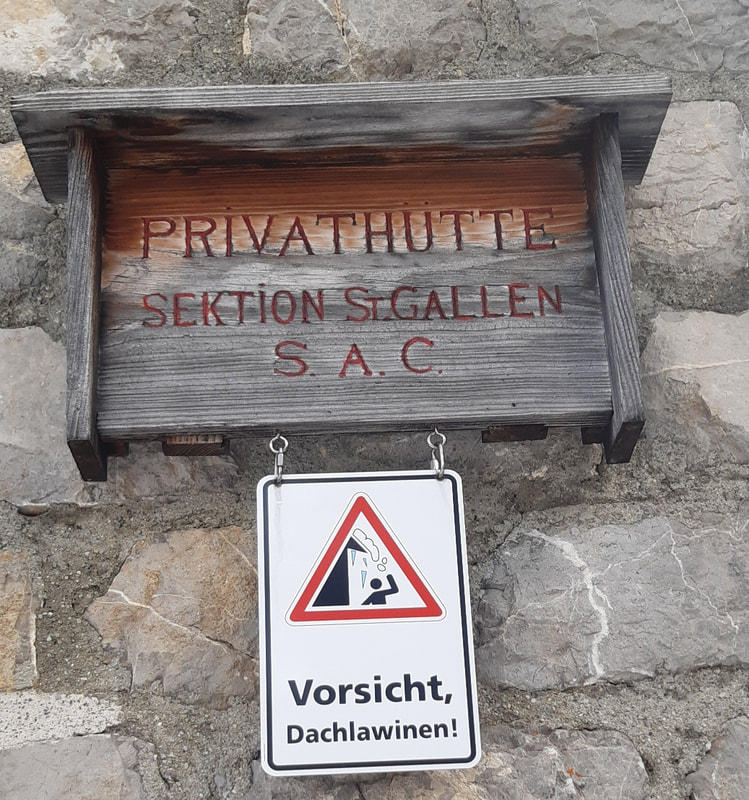 PRIVATHÜTTE
SEKTION ST.GALLEN
S. A. C.
Vorsicht,
Dachlawinen!